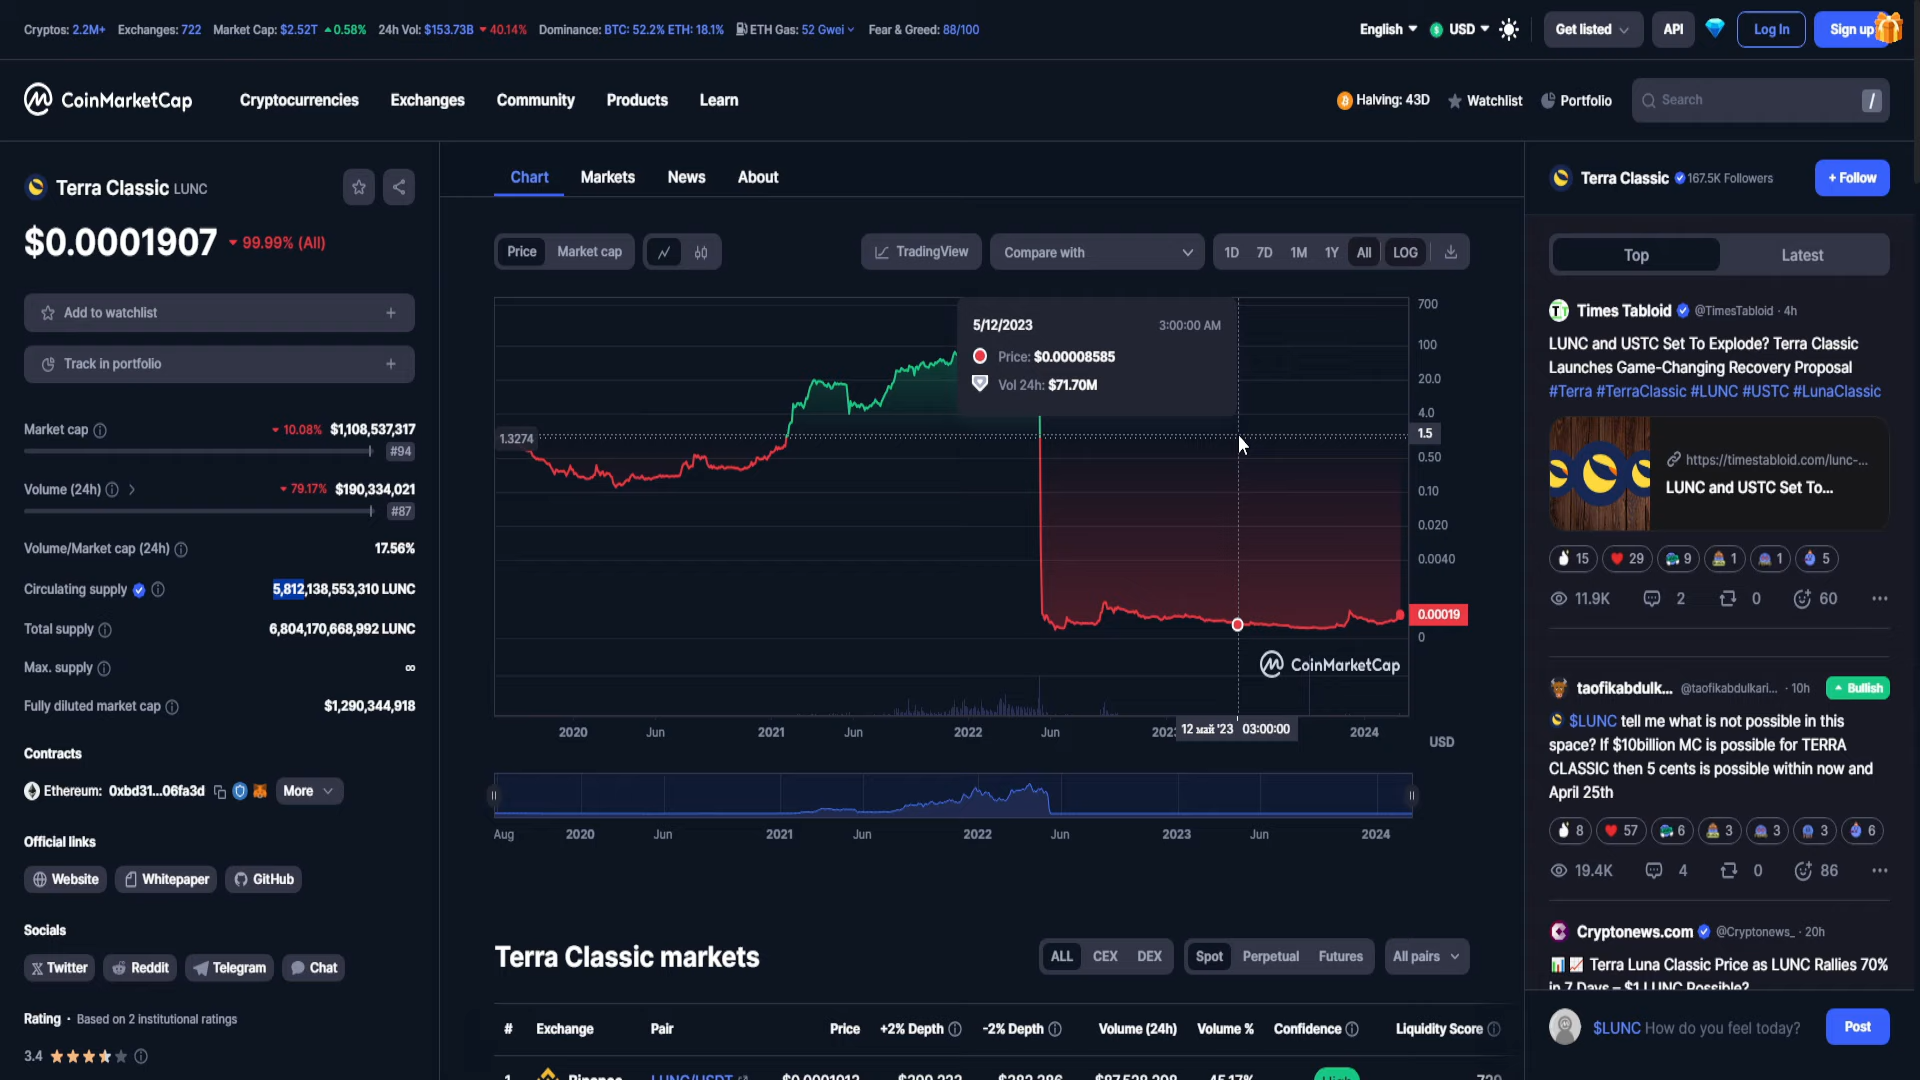 Cryptos: 2.2M+ Exchanges: 722 Market Cap: $2.52T 0.58% 24h Vol: $153.73B 40.14% Dominance: BTC: 52.2% ETH: 18.1% ETH Gas: 52 Gwei Fear & Greed: 88/100
English USD Get listed API Log In Sign up
CoinMarketCap Cryptocurrencies Exchanges Community Products Learn
Halving: 43D Watchlist Portfolio Search /
Terra Classic LUNC
$0.0001907 99.99% (All)
Add to watchlist +
Track in portfolio +
Market cap 10.08% $1,108,537,317
#94
Volume (24h) 79.17% $190,334,021
#87
Volume/Market cap (24h) 17.56%
Circulating supply 5,812,138,553,310 LUNC
Total supply 6,804,170,668,992 LUNC
Max. supply ∞
Fully diluted market cap $1,290,344,918
Contracts
Ethereum: 0xbd31...06fa3d More
Official links
Website Whitepaper GitHub
Socials
Twitter Reddit Telegram Chat
Rating · Based on 2 institutional ratings
3.4
Chart Markets News About
Price Market cap TradingView Compare with 1D 7D 1M 1Y All LOG
5/12/2023 3:00:00 AM
Price: $0.00008585
Vol 24h: $71.70M
1.3274
700
100
20.0
4.0
1.5
0.50
0.10
0.020
0.0040
0.00019
0
CoinMarketCap
2020 Jun 2021 Jun 2022 Jun 12 май '23 03:00:00 2024
USD
Aug 2020 Jun 2021 Jun 2022 Jun 2023 Jun 2024
Terra Classic markets
ALL CEX DEX Spot Perpetual Futures All pairs
# Exchange Pair Price +2% Depth -2% Depth Volume (24h) Volume % Confidence Liquidity Score
Terra Classic 167.5K Followers + Follow
Top Latest
Times Tabloid @TimesTabloid · 4h
LUNC and USTC Set To Explode? Terra Classic
Launches Game-Changing Recovery Proposal
#Terra #TerraClassic #LUNC #USTC #LunaClassic
https://timestabloid.com/lunc-...
LUNC and USTC Set To...
15 29 9 1 1 5
11.9K 2 0 60
taofikabdulk... @taofikabdulkari... · 10h Bullish
$LUNC tell me what is not possible in this
space? If $10billion MC is possible for TERRA
CLASSIC then 5 cents is possible within now and
April 25th
8 57 6 3 3 3 6
19.4K 4 0 86
Cryptonews.com @Cryptonews_ · 20h
Terra Luna Classic Price as LUNC Rallies 70%
in 7 Days – $1 LUNC Possible?
$LUNC How do you feel today? Post